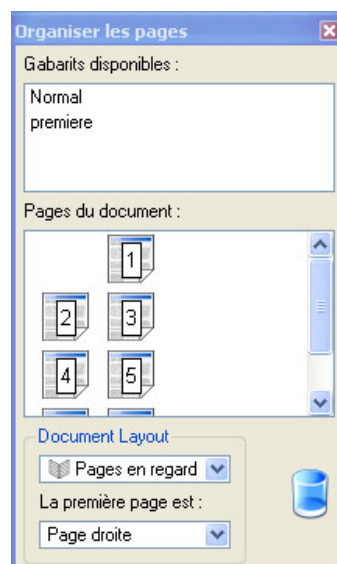 Organiser les pages
Gabarits disponibles :
Normal
premiere
Pages du document :
1
2 3
4 5
Document Layout
Pages en regard
La première page est :
Page droite